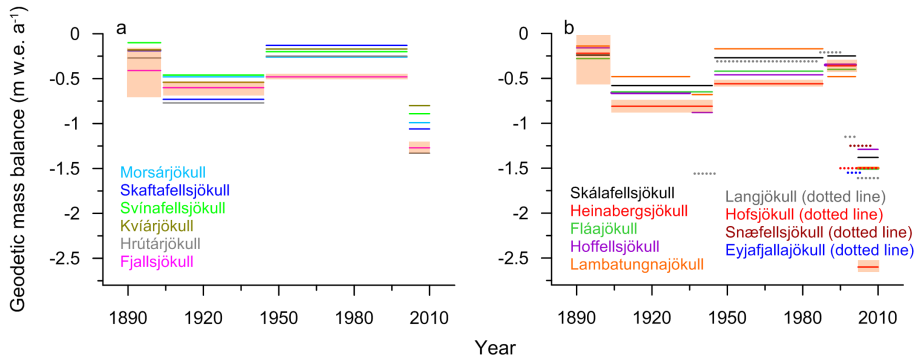 a
b
Geodetic mass balance (m w.e. a⁻¹)
0
-0.5
-1
-1.5
-2
-2.5
Morsárjökull
Skaftafellsjökull
Svínafellsjökull
Kvíárjökull
Hrútárjökull
Fjallsjökull
1890
1920
1950
1980
2010
0
-0.5
-1
-1.5
-2
-2.5
Skálafellsjökull
Heinabergsjökull
Fláajökull
Hoffellsjökull
Lambatungnajökull
Langjökull (dotted line)
Hofsjökull (dotted line)
Snæfellsjökull (dotted line)
Eyjafjallajökull (dotted line)
1890
1920
1950
1980
2010
Year